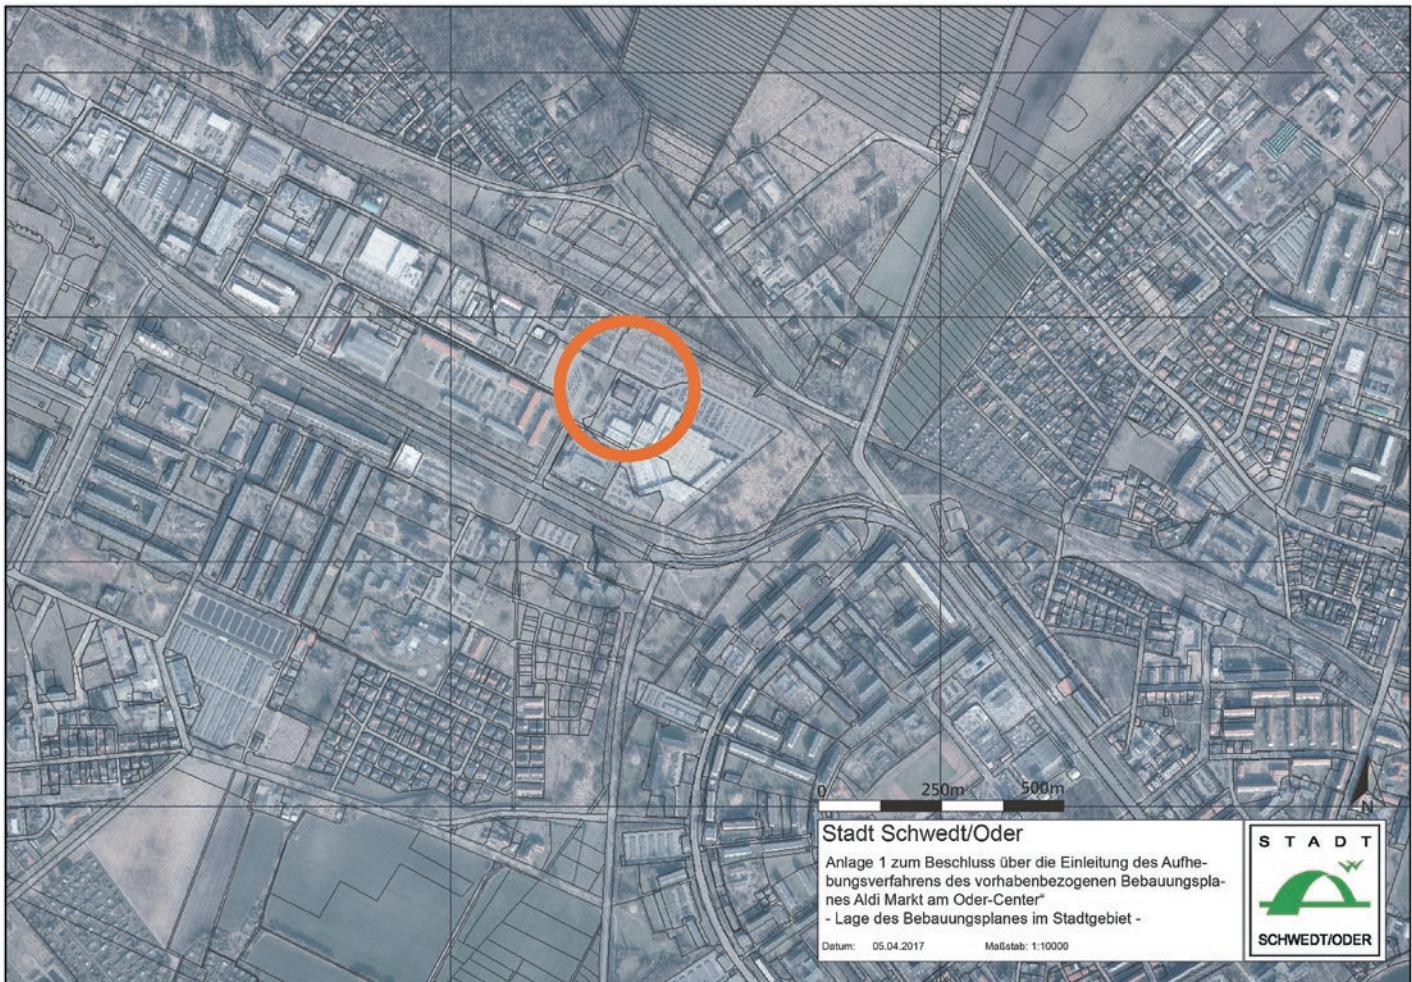 0 250m 500m
N
Stadt Schwedt/Oder
Anlage 1 zum Beschluss über die Einleitung des Aufhe-
bungsverfahrens des vorhabenbezogenen Bebauungspla-
nes Aldi Markt am Oder-Center"
- Lage des Bebauungsplanes im Stadtgebiet -
Datum: 05.04.2017 Maßstab: 1:10000
STADT
SCHWEDT/ODER